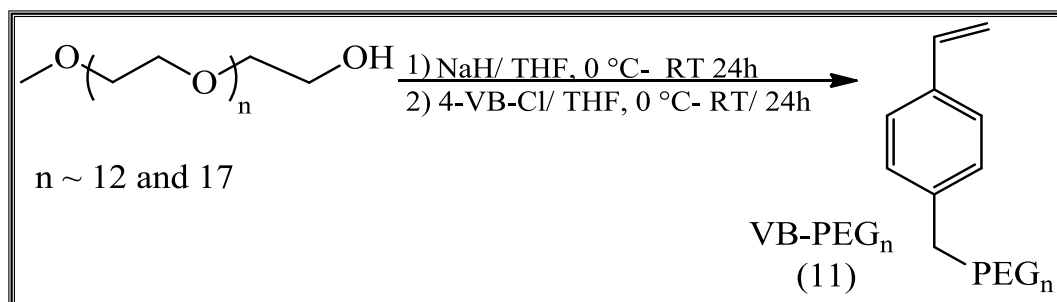 O
O
n
OH
1) NaH/ THF, 0 °C- RT 24h
2) 4-VB-Cl/ THF, 0 °C- RT/ 24h
n ~ 12 and 17
VB-PEGn
(11)
PEGn